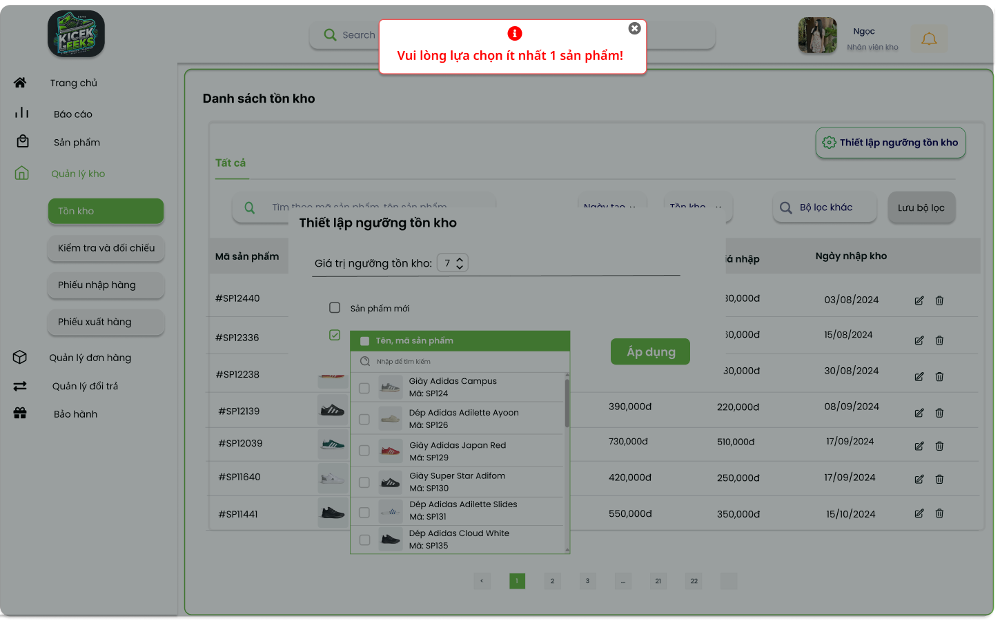 KICEK
GEEKS
Search
Vui lòng lựa chọn ít nhất 1 sản phẩm!
Ngọc
Nhân viên kho
Trang chủ
Báo cáo
Sản phẩm
Quản lý kho
Tồn kho
Kiểm tra và đối chiếu
Phiếu nhập hàng
Phiếu xuất hàng
Quản lý đơn hàng
Quản lý đổi trả
Bảo hành
Danh sách tồn kho
Thiết lập ngưỡng tồn kho
Tất cả
Tìm theo mã sản phẩm, tên sản phẩm
Ngày tạo
Tồn kho
Bộ lọc khác
Lưu bộ lọc
Thiết lập ngưỡng tồn kho
Giá trị ngưỡng tồn kho: 7
Sản phẩm mới
Tên, mã sản phẩm
Nhập để tìm kiếm
Giày Adidas Campus
Mã: SP124
Dép Adidas Adilette Ayoon
Mã: SP126
Giày Adidas Japan Red
Mã: SP129
Giày Super Star Adifom
Mã: SP130
Dép Adidas Adilette Slides
Mã: SP131
Dép Adidas Cloud White
Mã: SP135
Áp dụng
Mã sản phẩm
á nhập
Ngày nhập kho
#SP12440
30,000đ
03/08/2024
#SP12336
60,000đ
15/08/2024
#SP12238
30,000đ
30/08/2024
#SP12139
390,000đ
220,000đ
08/09/2024
#SP12039
730,000đ
510,000đ
17/09/2024
#SP11640
420,000đ
250,000đ
17/09/2024
#SP11441
550,000đ
350,000đ
15/10/2024
‹ 1 2 3 ... 21 22